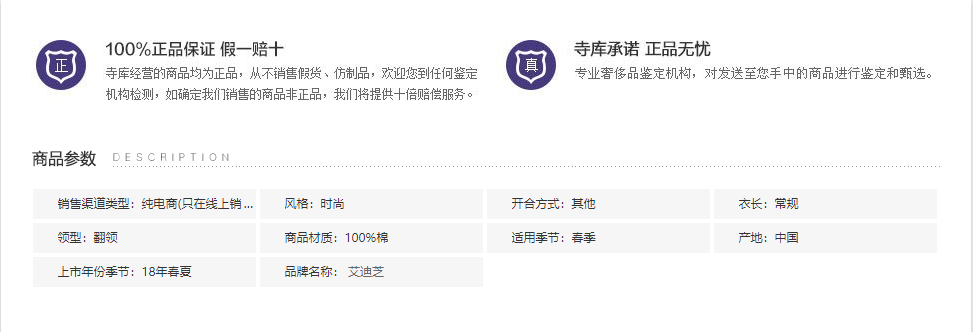 正
100%正品保证 假一赔十
寺库经营的商品均为正品，从不销售假货、仿制品，欢迎您到任何鉴定
机构检测，如确定我们销售的商品非正品，我们将提供十倍赔偿服务。
真
寺库承诺 正品无忧
专业奢侈品鉴定机构，对发送至您手中的商品进行鉴定和甄选。
商品参数 DESCRIPTION
销售渠道类型：纯电商(只在线上销... 风格：时尚 开合方式：其他 衣长：常规
领型：翻领 商品材质：100%棉 适用季节：春季 产地：中国
上市年份季节：18年春夏 品牌名称： 艾迪芝